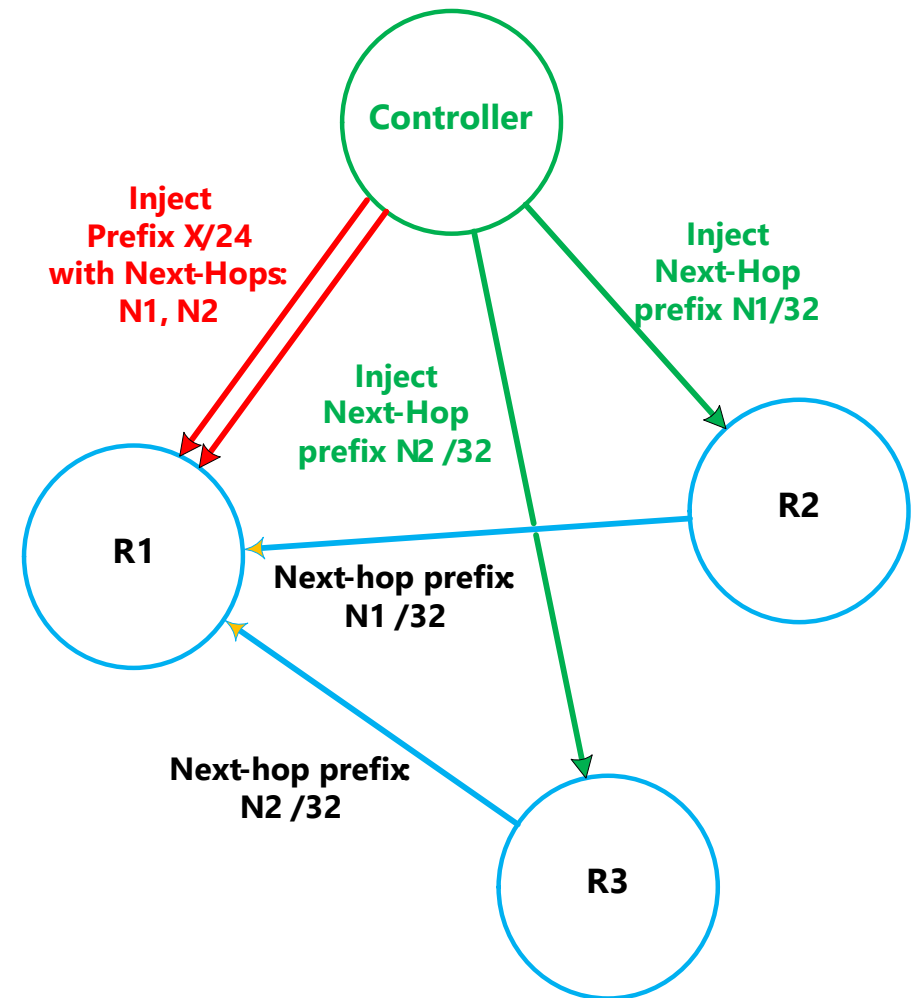 Controller
Inject
Prefix X/24
with Next-Hops:
N1, N2
Inject
Next-Hop
prefix N1/32
Inject
Next-Hop
prefix N2 /32
R2
R1
Next-hop prefix:
N1 /32
Next-hop prefix:
N2 /32
R3